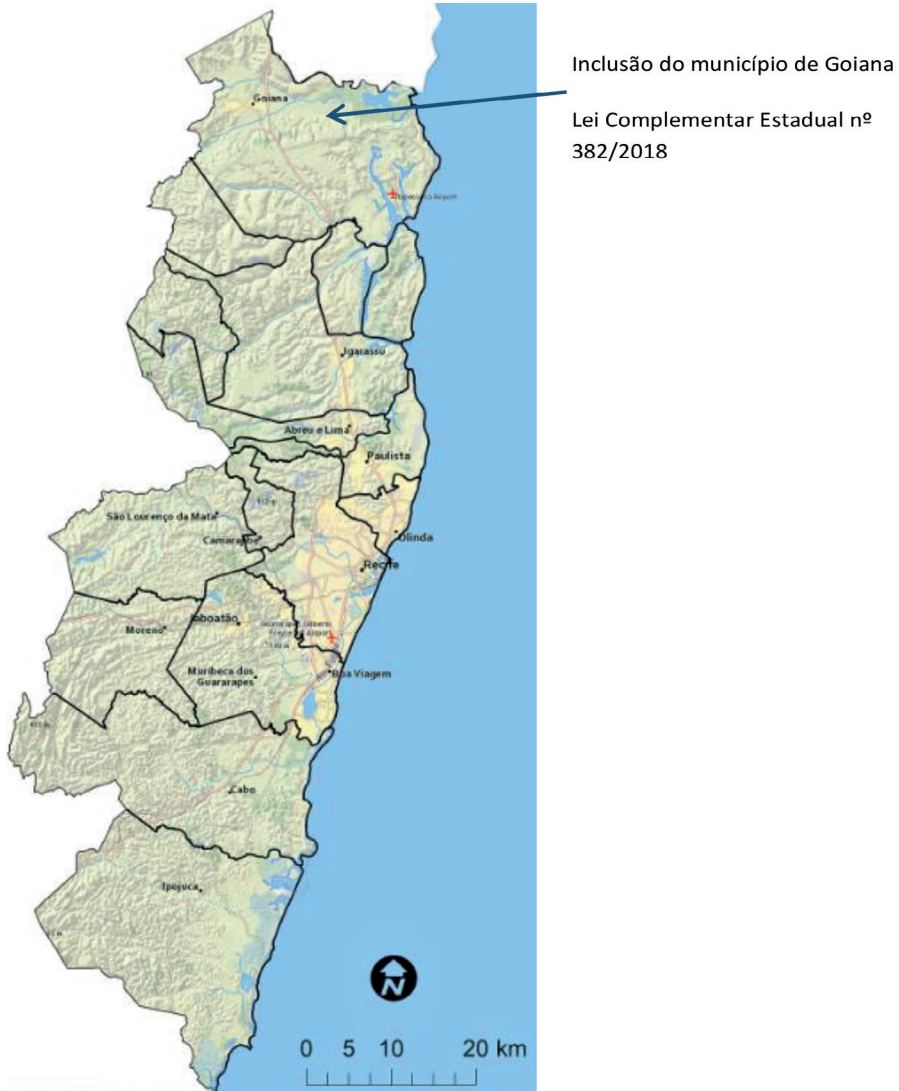 Inclusão do município de Goiana
Lei Complementar Estadual nº
382/2018
Goiana
Igarassu
Abreu e Lima
Paulista
São Lourenço da Mata
Camaragibe
Olinda
Recife
Jaboatão
Moreno
Muribeca dos
Guararapes
Boa Viagem
Cabo
Ipojuca
N
0 5 10 20 km